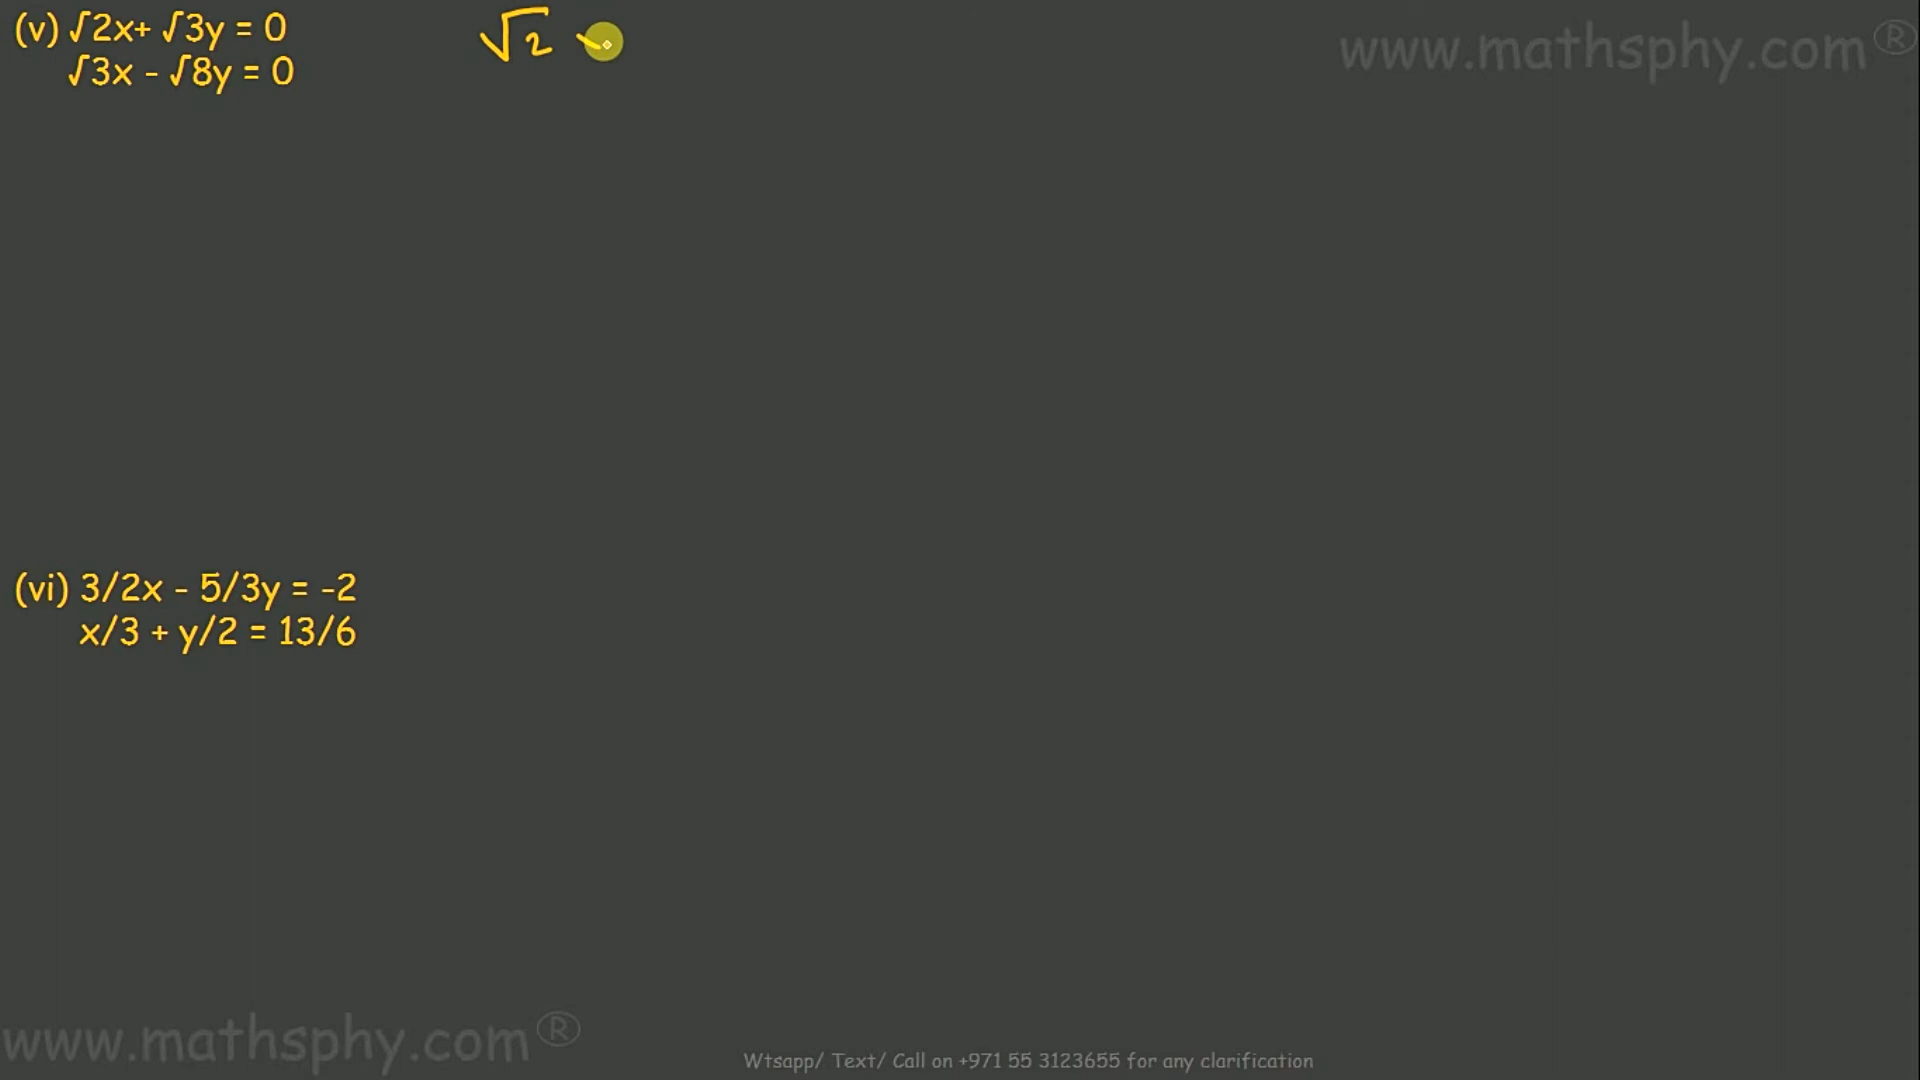 (v) √2x+ √3y = 0
√3x - √8y = 0
√2
www.mathsphy.com®
(vi) 3/2x - 5/3y = -2
x/3 + y/2 = 13/6
www.mathsphy.com®
Wtsapp/ Text/ Call on +971 55 3123655 for any clarification